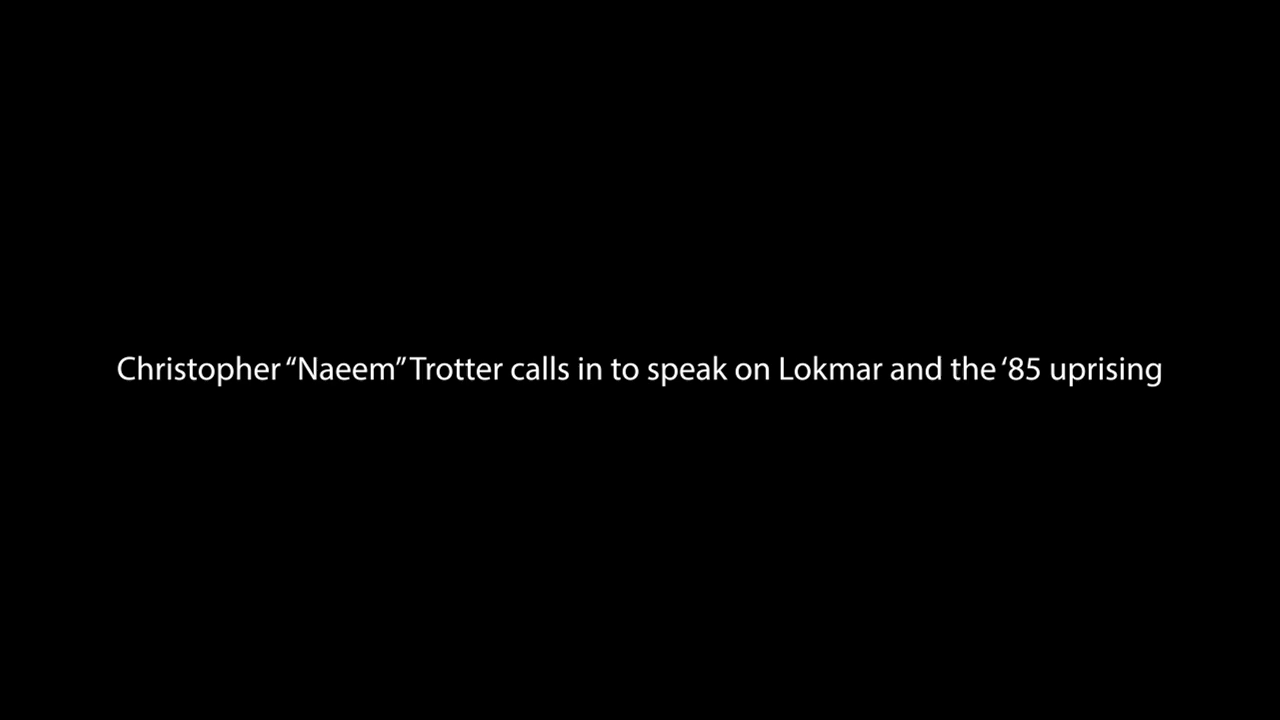 Christopher “Naeem” Trotter calls in to speak on Lokmar and the ‘85 uprising